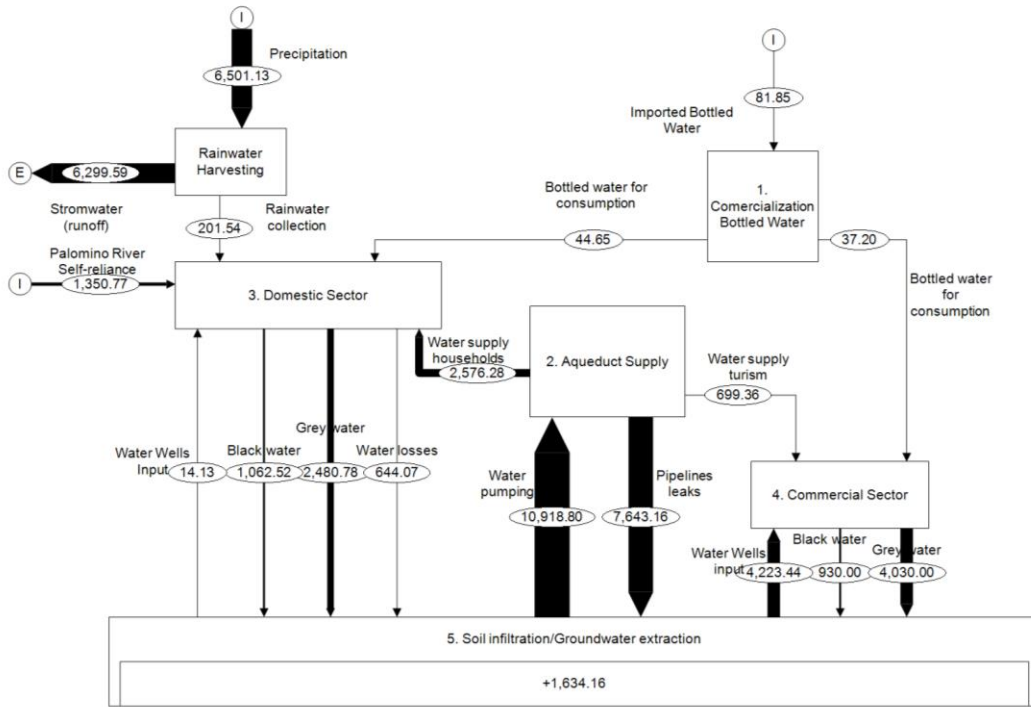 I
Precipitation
6,501.13
I
81.85
Imported Bottled
Water
Rainwater
Harvesting
E
6,299.59
Stromwater
(runoff)
201.54
Rainwater
collection
1.
Comercialization
Bottled Water
Bottled water for
consumption
44.65
37.20
Palomino River
Self-reliance
I
1,350.77
3. Domestic Sector
Bottled water
for
consumption
Water supply
households
2,576.28
2. Aqueduct Supply
Water supply
turism
699.36
Water Wells
Input
14.13
Black water
1,062.52
Grey water
2,480.78
Water losses
644.07
Water
pumping
10,918.80
Pipelines
leaks
7,643.16
4. Commercial Sector
Water Wells
input
4,223.44
Black water
930.00
Grey water
4,030.00
5. Soil infiltration/Groundwater extraction
+1,634.16